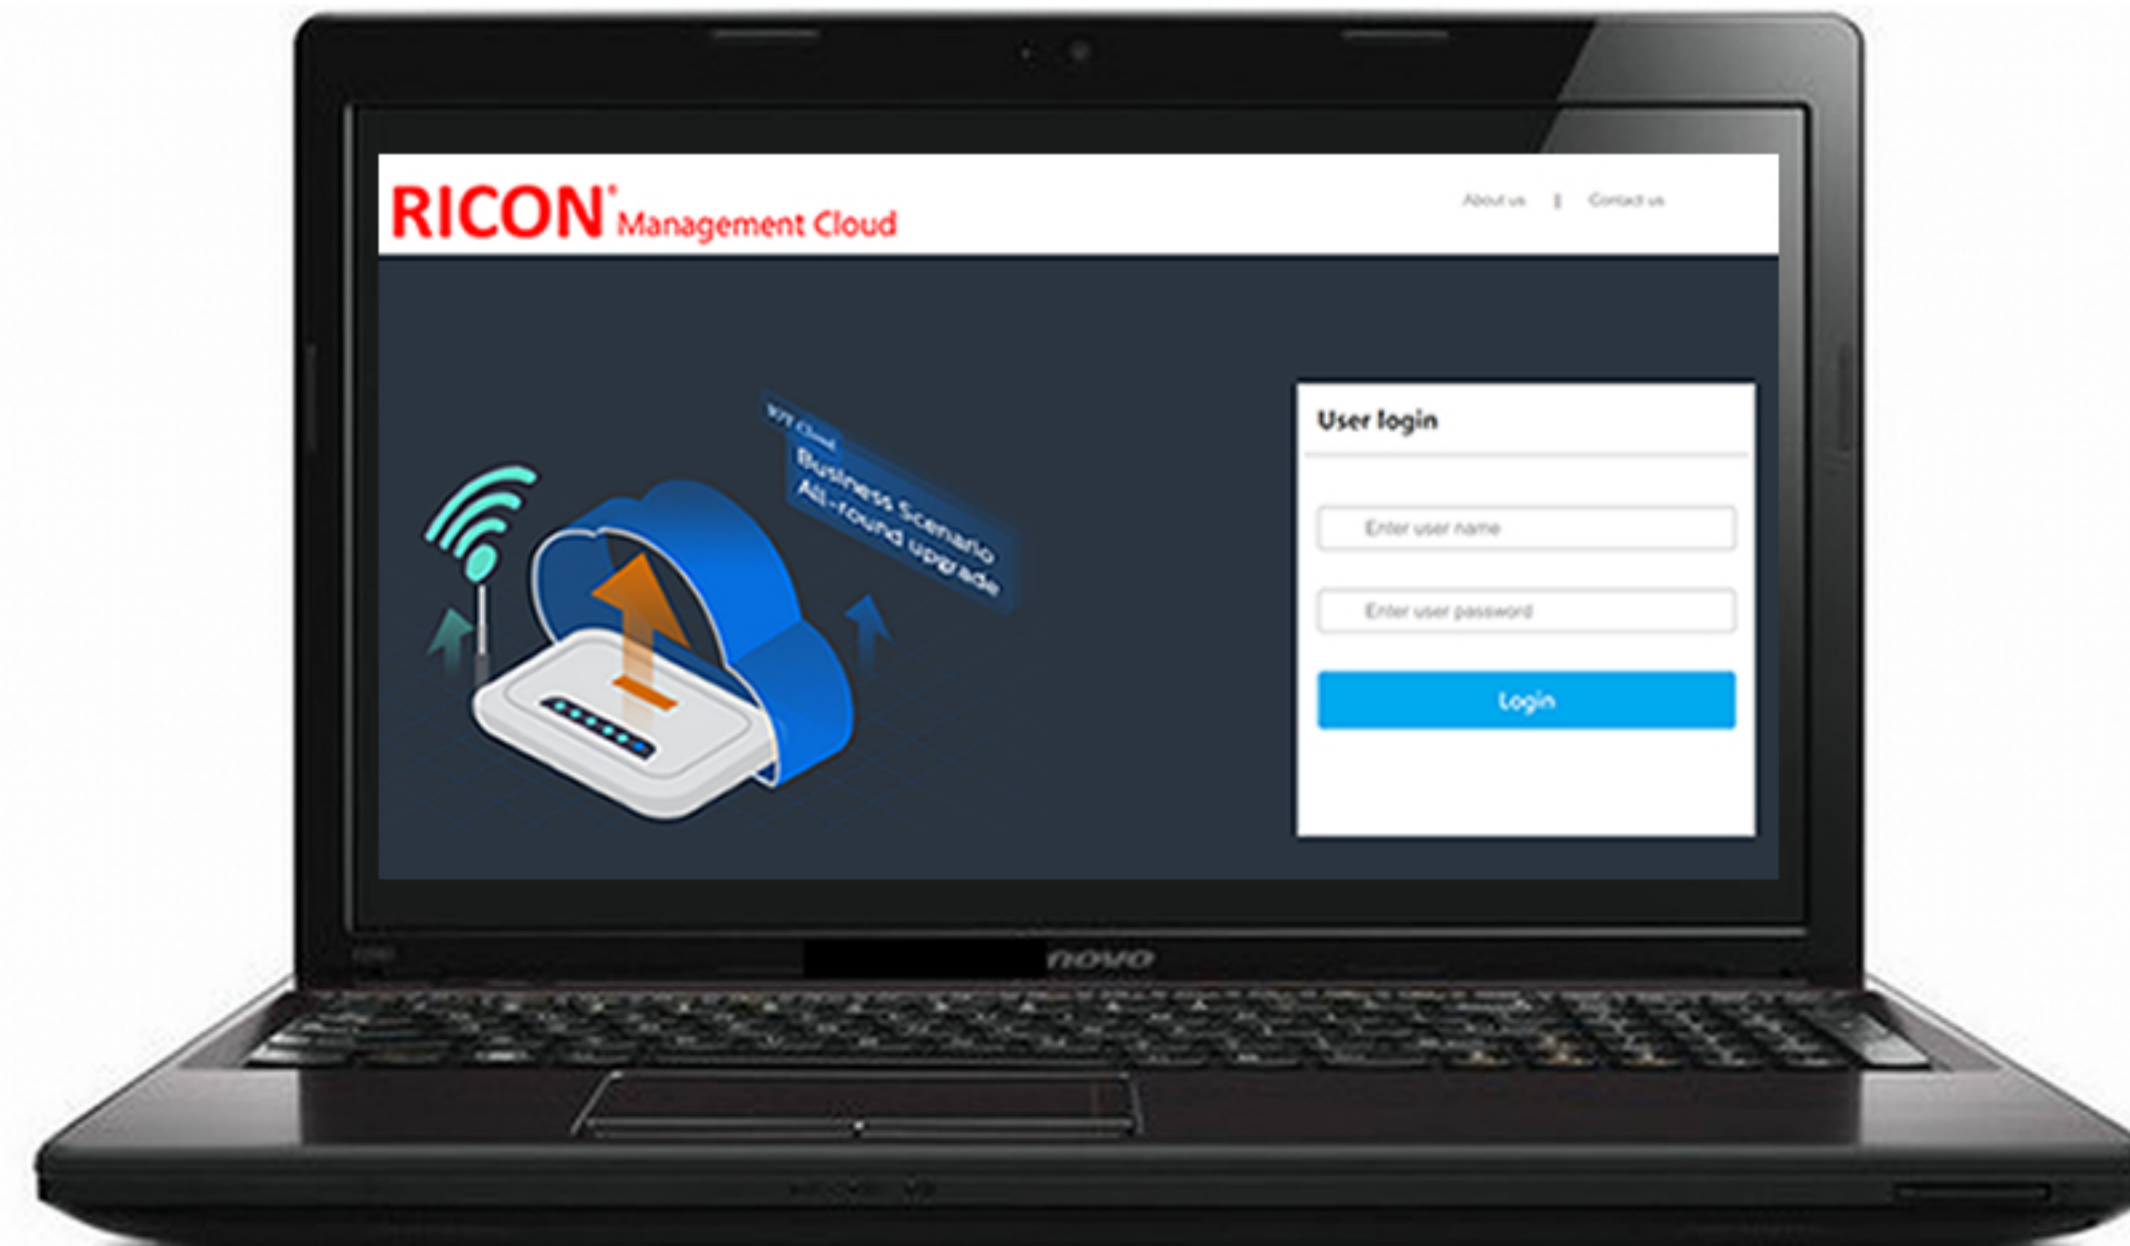 RICON® Management Cloud
About us | Contact us
Cloud
Business Scenario
All-round upgrade
User login
Enter user name
Enter user password
Login
novo